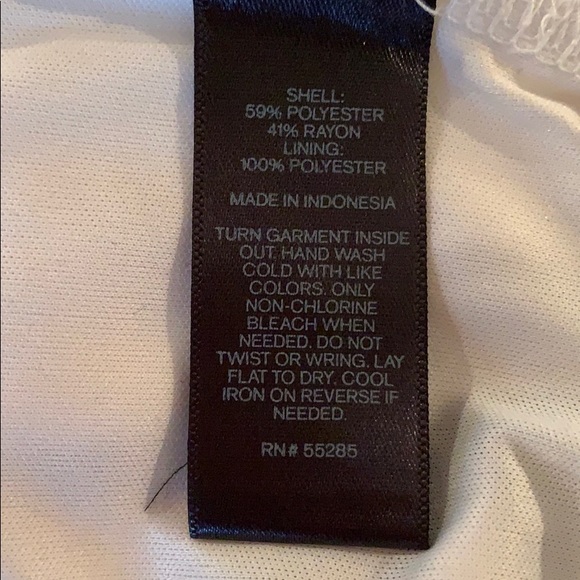 SHELL:
59% POLYESTER
41% RAYON
LINING:
100% POLYESTER
MADE IN INDONESIA
TURN GARMENT INSIDE
OUT. HAND WASH
COLD WITH LIKE
COLORS. ONLY
NON-CHLORINE
BLEACH WHEN
NEEDED. DO NOT
TWIST OR WRING. LAY
FLAT TO DRY. COOL
IRON ON REVERSE IF
NEEDED.
RN# 55285